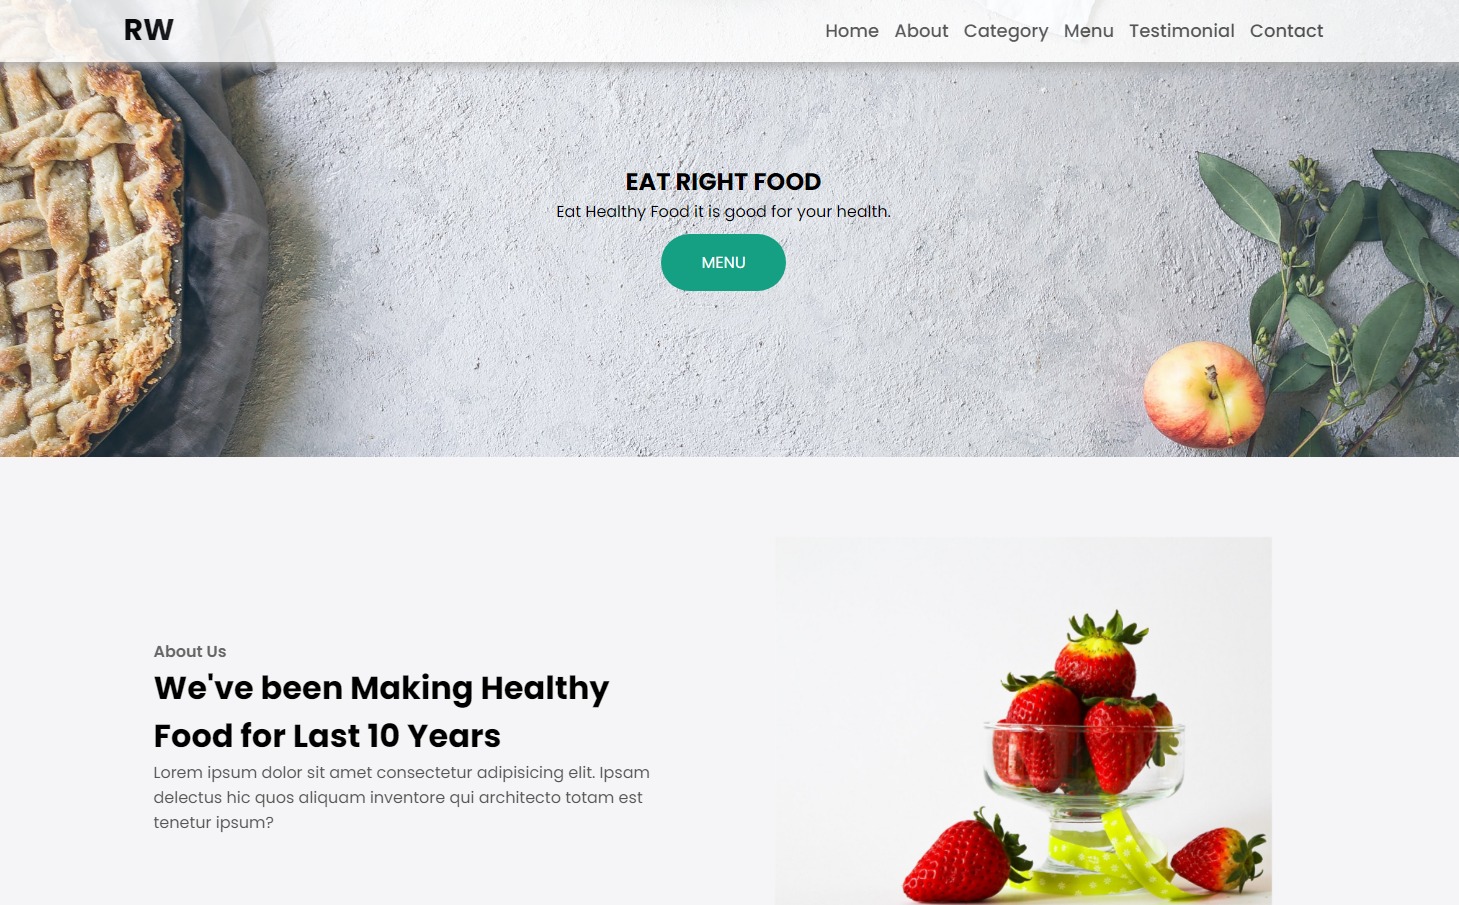 RW
Home About Category Menu Testimonial Contact
EAT RIGHT FOOD
Eat Healthy Food it is good for your health.
MENU
About Us
We've been Making Healthy
Food for Last 10 Years
Lorem ipsum dolor sit amet consectetur adipisicing elit. Ipsam
delectus hic quos aliquam inventore qui architecto totam est
tenetur ipsum?